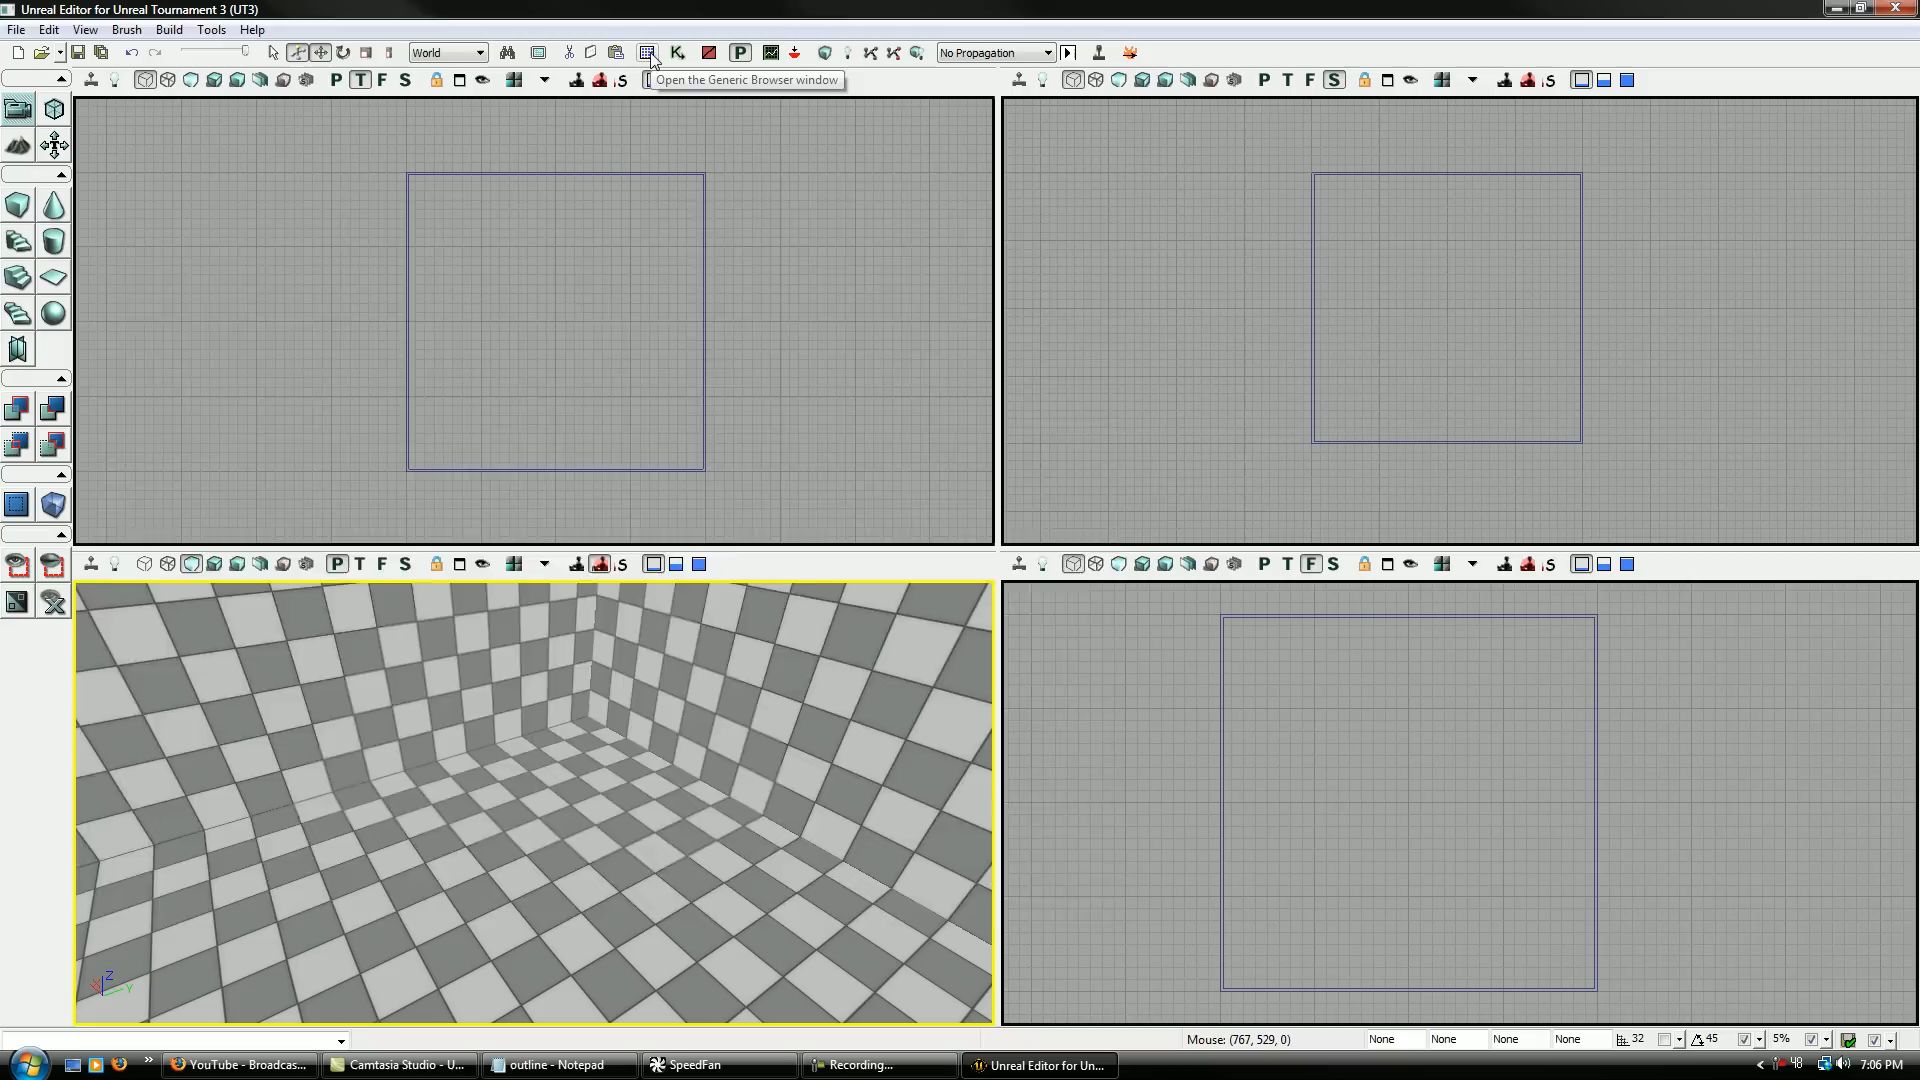 Unreal Editor for Unreal Tournament 3 (UT3)
File Edit View Brush Build Tools Help
World
K
P
No Propagation
P T F S
S
Open the Generic Browser window
P T F S
S
P T F S
S
P T F S
S
Z
X
Y
Mouse: (767, 529, 0)
None
None
None
None
32
45
5%
YouTube - Broadcas...
Camtasia Studio - U...
outline - Notepad
SpeedFan
Recording...
Unreal Editor for Un...
48
7:06 PM